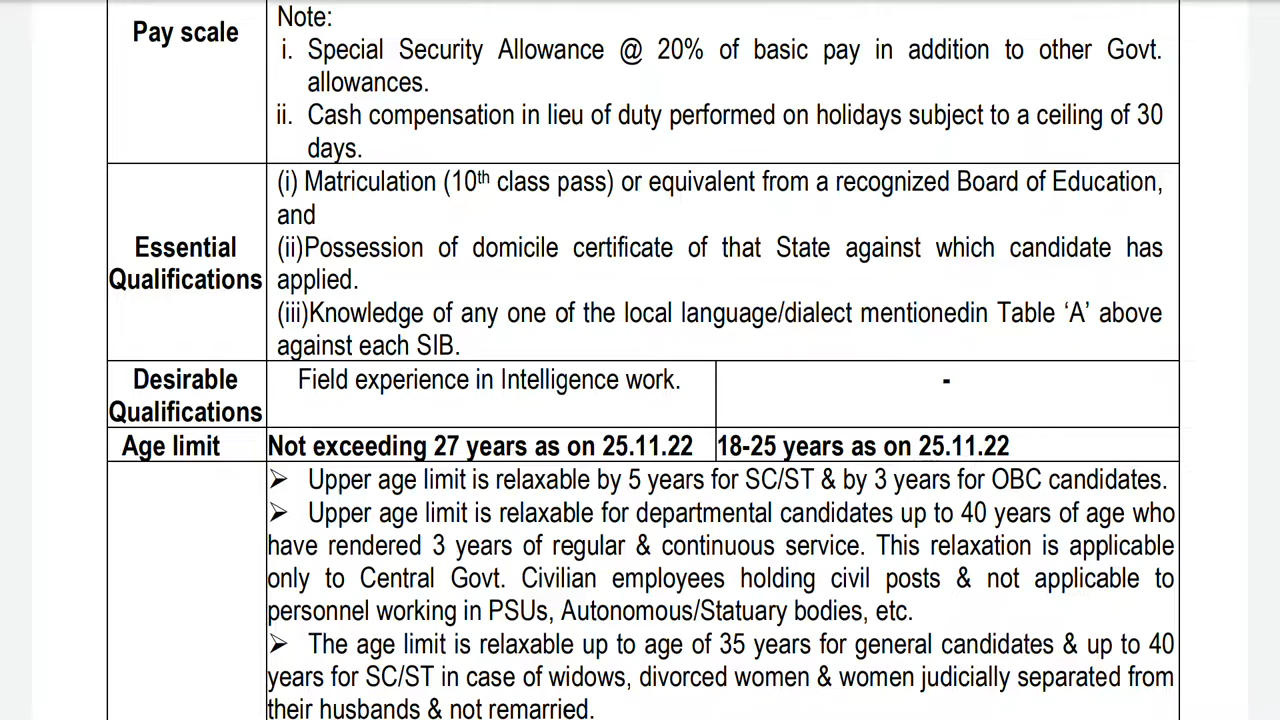 Pay scale
Note:
i. Special Security Allowance @ 20% of basic pay in addition to other Govt.
allowances.
ii. Cash compensation in lieu of duty performed on holidays subject to a ceiling of 30
days.
Essential
Qualifications
(i) Matriculation (10th class pass) or equivalent from a recognized Board of Education,
and
(ii)Possession of domicile certificate of that State against which candidate has
applied.
(iii)Knowledge of any one of the local language/dialect mentionedin Table ‘A’ above
against each SIB.
Desirable
Qualifications
Field experience in Intelligence work.
-
Age limit
Not exceeding 27 years as on 25.11.22
18-25 years as on 25.11.22
➢ Upper age limit is relaxable by 5 years for SC/ST & by 3 years for OBC candidates.
➢ Upper age limit is relaxable for departmental candidates up to 40 years of age who
have rendered 3 years of regular & continuous service. This relaxation is applicable
only to Central Govt. Civilian employees holding civil posts & not applicable to
personnel working in PSUs, Autonomous/Statuary bodies, etc.
➢ The age limit is relaxable up to age of 35 years for general candidates & up to 40
years for SC/ST in case of widows, divorced women & women judicially separated from
their husbands & not remarried.